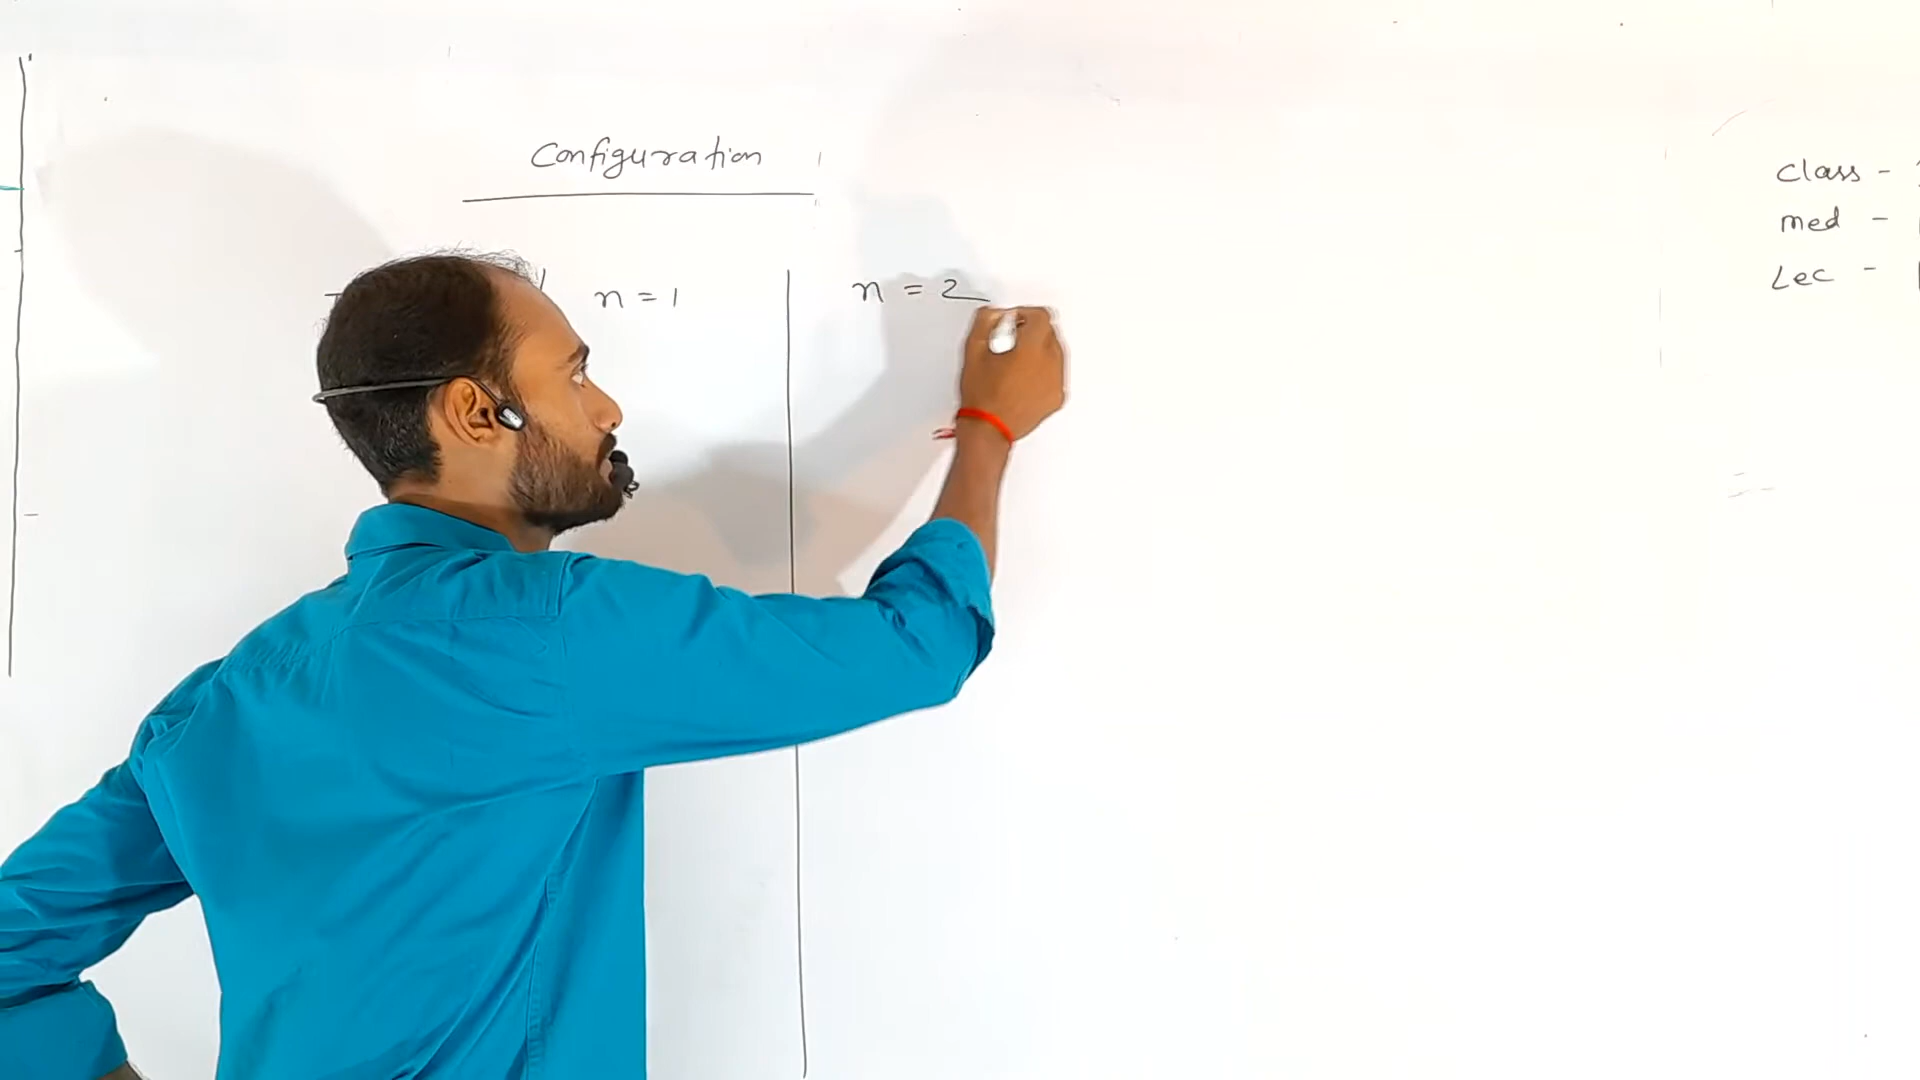 Configuration
n = 1
n = 2
Class -
med -
Lec -